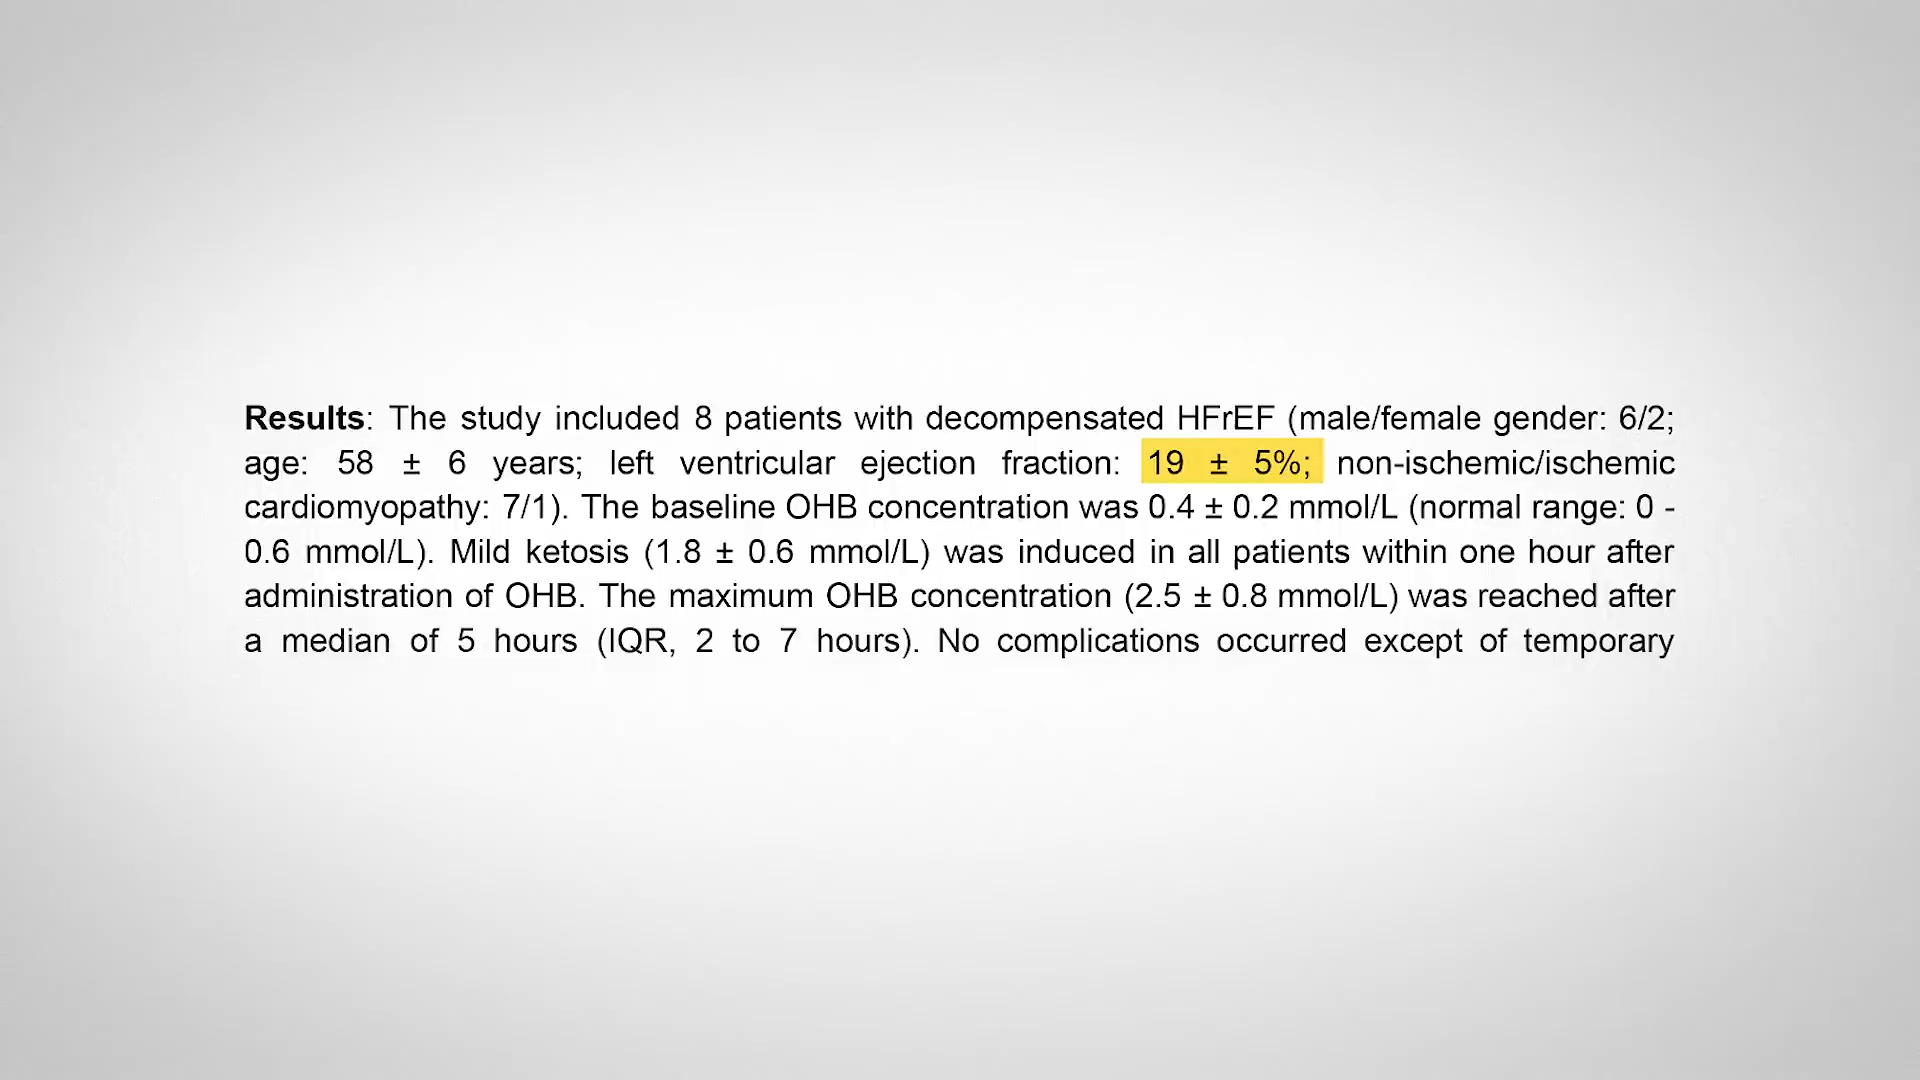 Results: The study included 8 patients with decompensated HFrEF (male/female gender: 6/2;
age: 58 ± 6 years; left ventricular ejection fraction: 19 ± 5%; non-ischemic/ischemic
cardiomyopathy: 7/1). The baseline OHB concentration was 0.4 ± 0.2 mmol/L (normal range: 0 -
0.6 mmol/L). Mild ketosis (1.8 ± 0.6 mmol/L) was induced in all patients within one hour after
administration of OHB. The maximum OHB concentration (2.5 ± 0.8 mmol/L) was reached after
a median of 5 hours (IQR, 2 to 7 hours). No complications occurred except of temporary